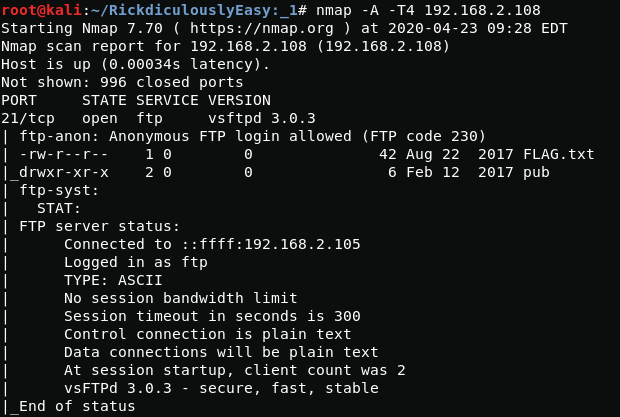 root@kali:~/RickdiculouslyEasy:_1# nmap -A -T4 192.168.2.108
Starting Nmap 7.70 ( https://nmap.org ) at 2020-04-23 09:28 EDT
Nmap scan report for 192.168.2.108 (192.168.2.108)
Host is up (0.00034s latency).
Not shown: 996 closed ports
PORT     STATE SERVICE VERSION
21/tcp   open  ftp     vsftpd 3.0.3
| ftp-anon: Anonymous FTP login allowed (FTP code 230)
| -rw-r--r--    1 0        0              42 Aug 22  2017 FLAG.txt
|_drwxr-xr-x    2 0        0               6 Feb 12  2017 pub
| ftp-syst:
|   STAT:
| FTP server status:
|      Connected to ::ffff:192.168.2.105
|      Logged in as ftp
|      TYPE: ASCII
|      No session bandwidth limit
|      Session timeout in seconds is 300
|      Control connection is plain text
|      Data connections will be plain text
|      At session startup, client count was 2
|      vsFTPd 3.0.3 - secure, fast, stable
|_End of status